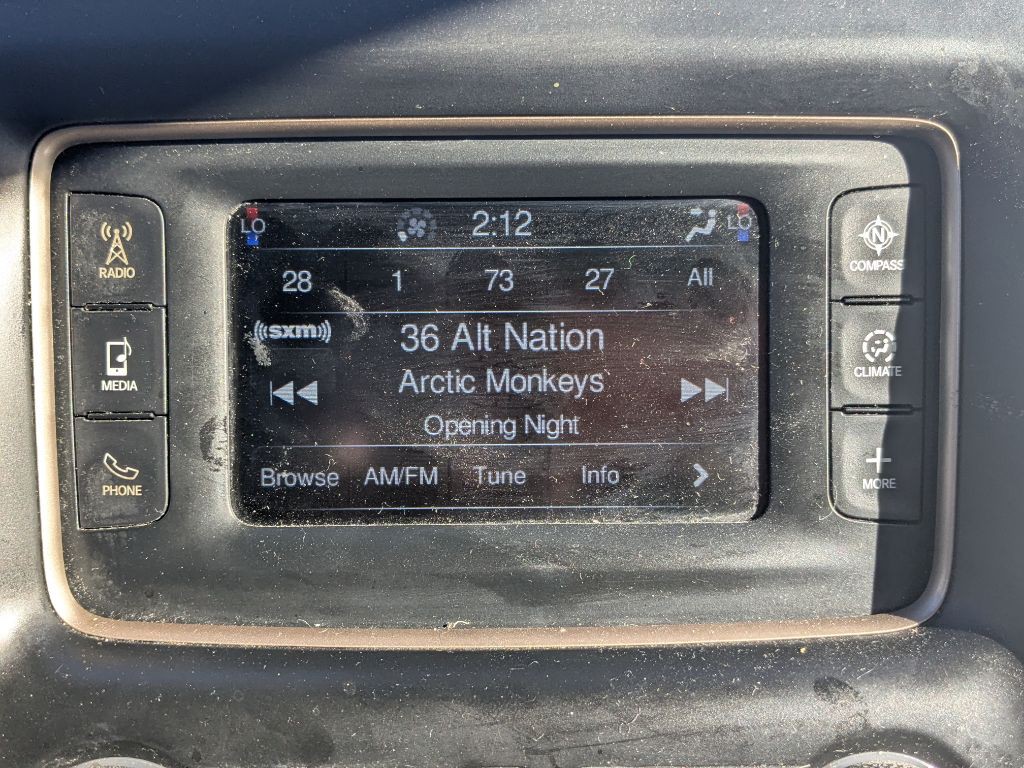 LO 2:12 LO
28 1 73 27 All
((sxm))
36 Alt Nation
Arctic Monkeys
Opening Night
Browse AM/FM Tune Info >
RADIO
MEDIA
PHONE
N
COMPASS
CLIMATE
+
MORE